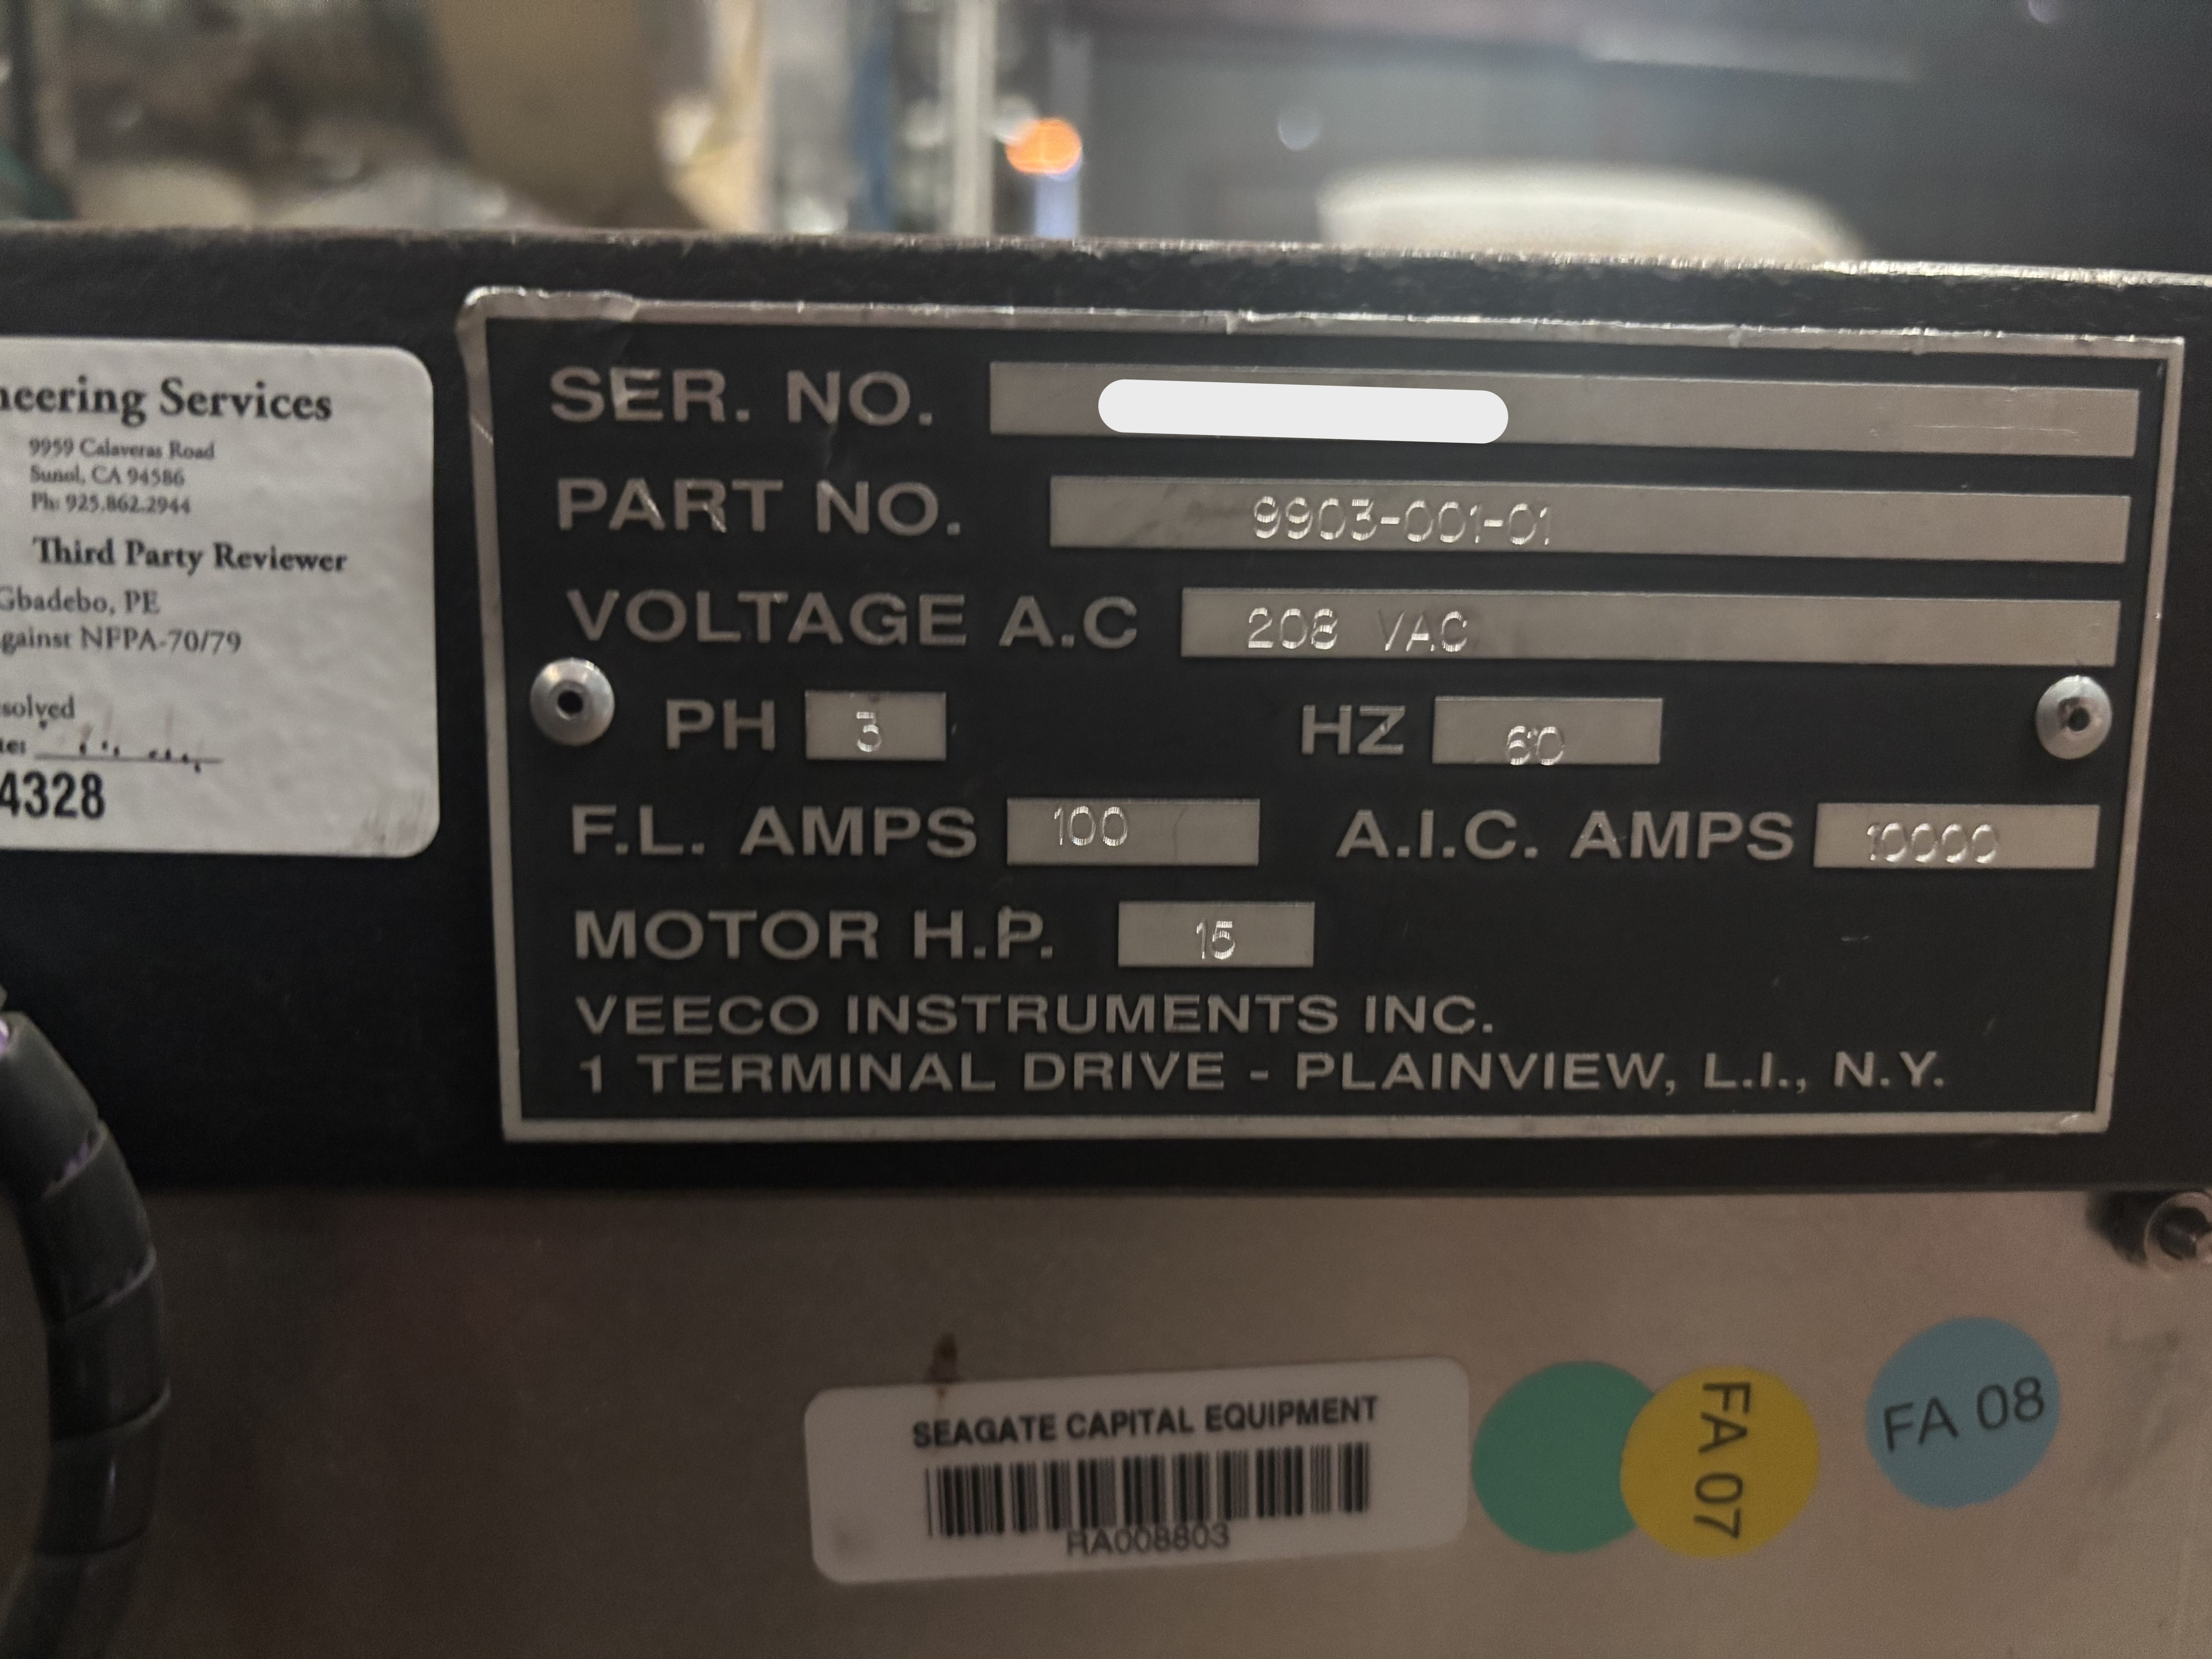 neering Services
9959 Calaveras Road
Sunol, CA 94586
Ph: 925.862.2944
Third Party Reviewer
Gbadebo, PE
gainst NFPA-70/79
solved
te:
4328
SER. NO.
PART NO. 9903-001-01
VOLTAGE A.C 208 VAC
PH 3 HZ 60
F.L. AMPS 100 A.I.C. AMPS 10000
MOTOR H.P. 15
VEECO INSTRUMENTS INC.
1 TERMINAL DRIVE - PLAINVIEW, L.I., N.Y.
SEAGATE CAPITAL EQUIPMENT
RA008803
FA 07
FA 08